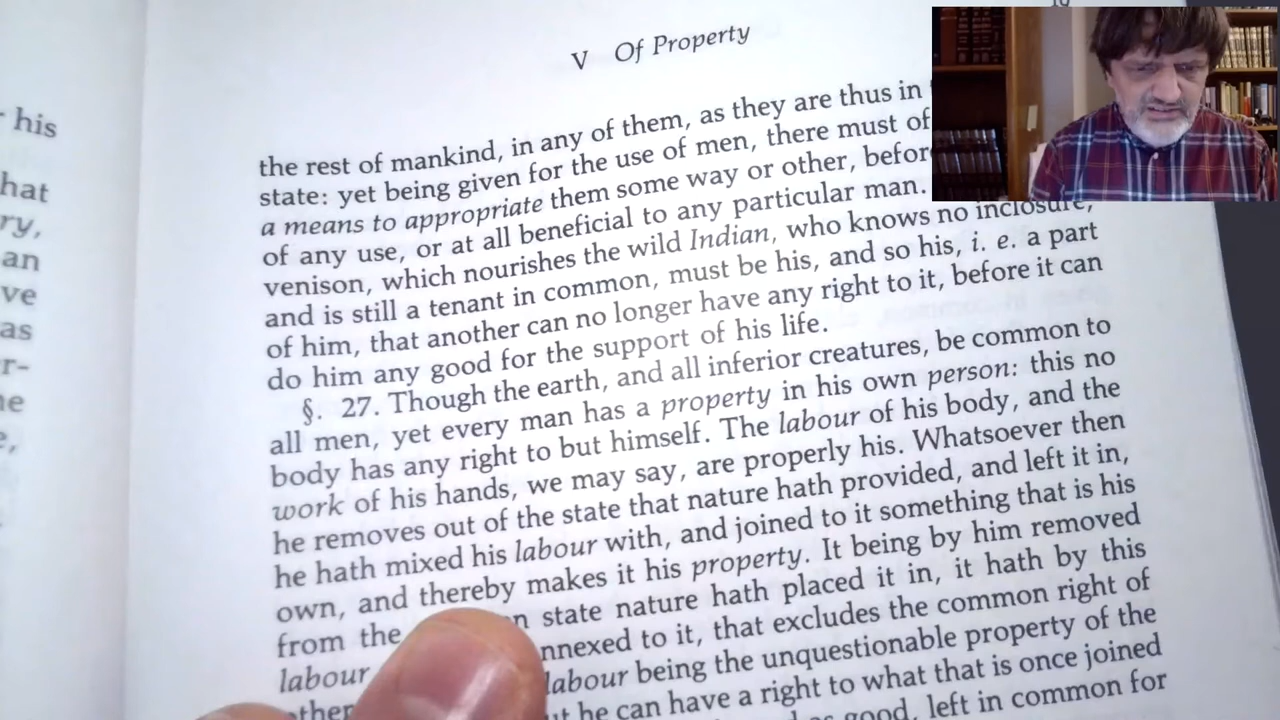 V Of Property
the rest of mankind, in any of them, as they are thus in
state: yet being given for the use of men, there must of
a means to appropriate them some way or other,
of any use, or at all beneficial to any particular man.
venison, which nourishes the wild Indian, who knows no inclosure,
and is still a tenant in common, must be his, and so his, i. e. a part
of him, that another can no longer have any right to it, before it can
do him any good for the support of his life.
§. 27. Though the earth, and all inferior creatures, be common to
all men, yet every man has a property in his own person: this no
body has any right to but himself. The labour of his body, and the
work of his hands, we may say, are properly his. Whatsoever then
he removes out of the state that nature hath provided, and left it in,
he hath mixed his labour with, and joined to it something that is his
own, and thereby makes it his property. It being by him removed
from the state nature hath placed it in, it hath by this
labour to it, that excludes the common right of
labour being the unquestionable property of the
he can have a right to what that is once joined
good, left in common for
his
hat
ry,
an
ve
as
r-